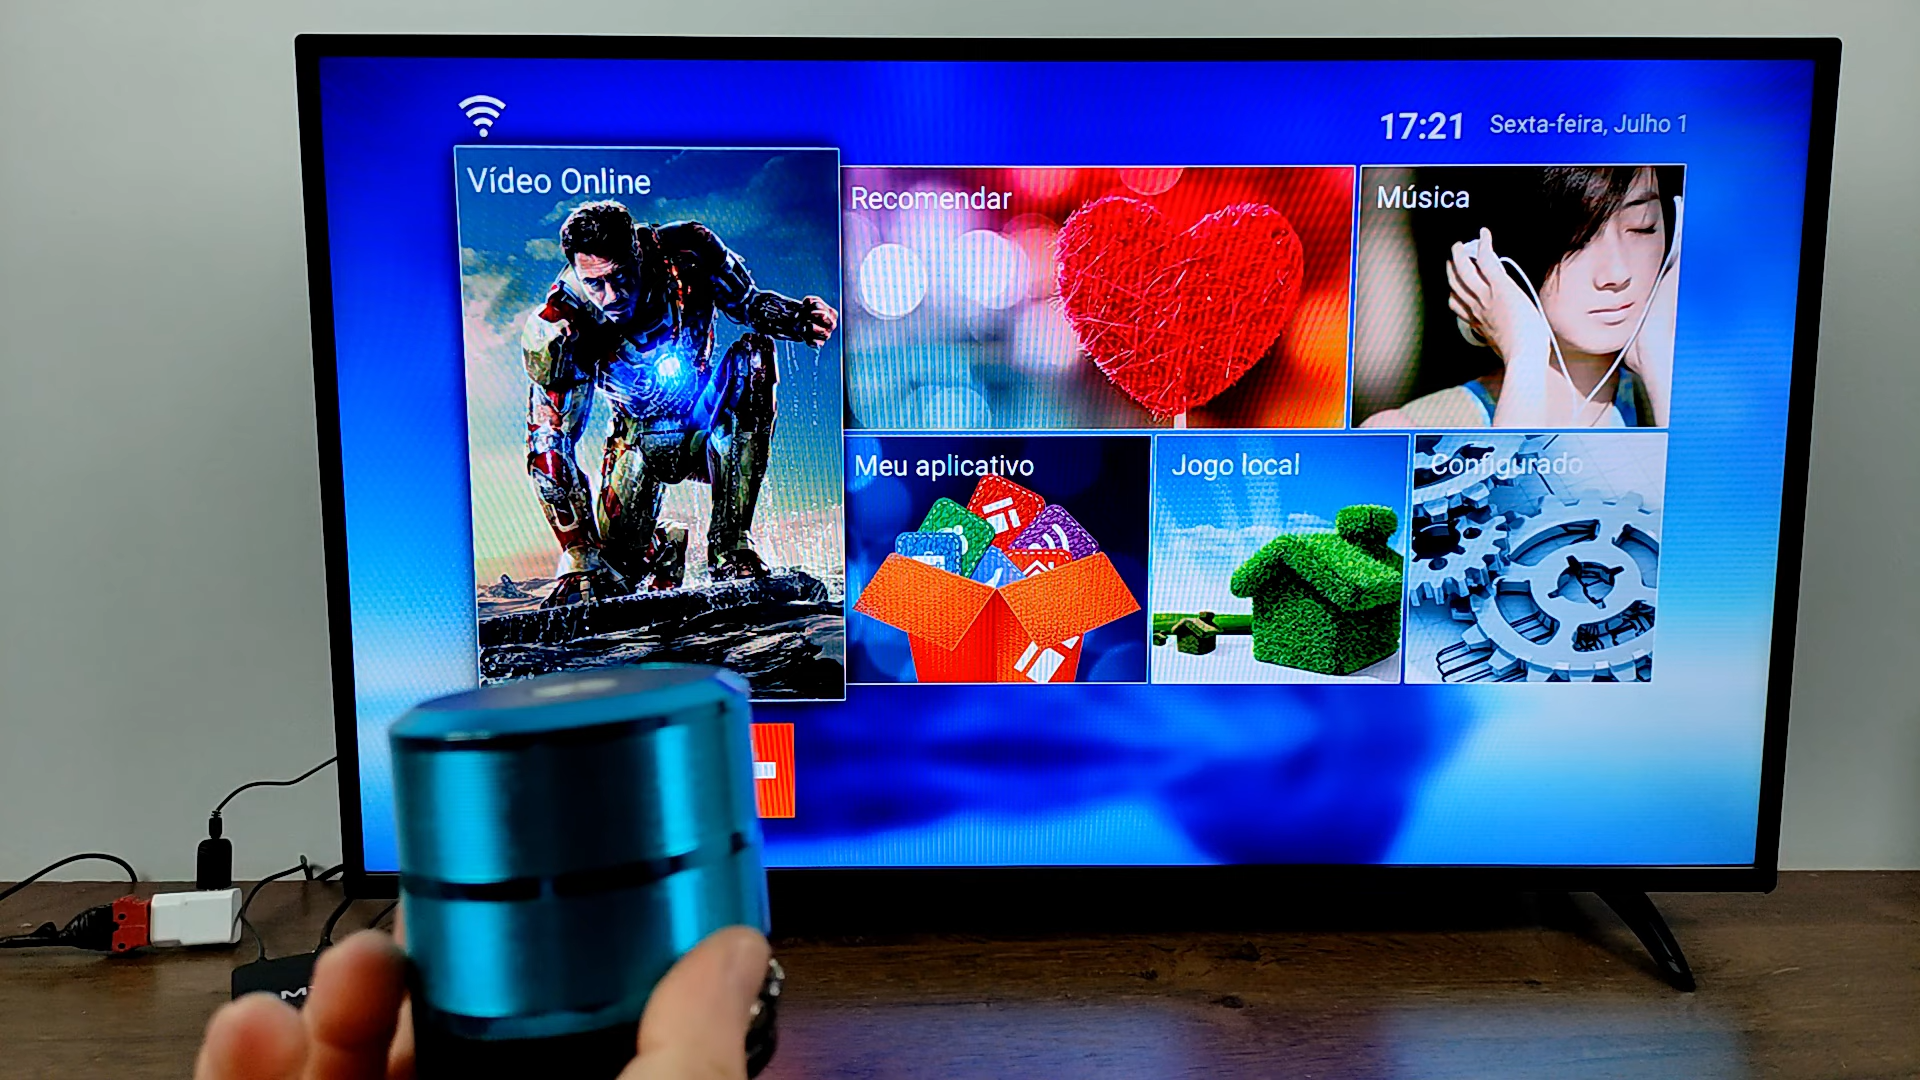 17:21 Sexta-feira, Julho 1
Vídeo Online
Recomendar
Música
Meu aplicativo
Jogo local
Configurado